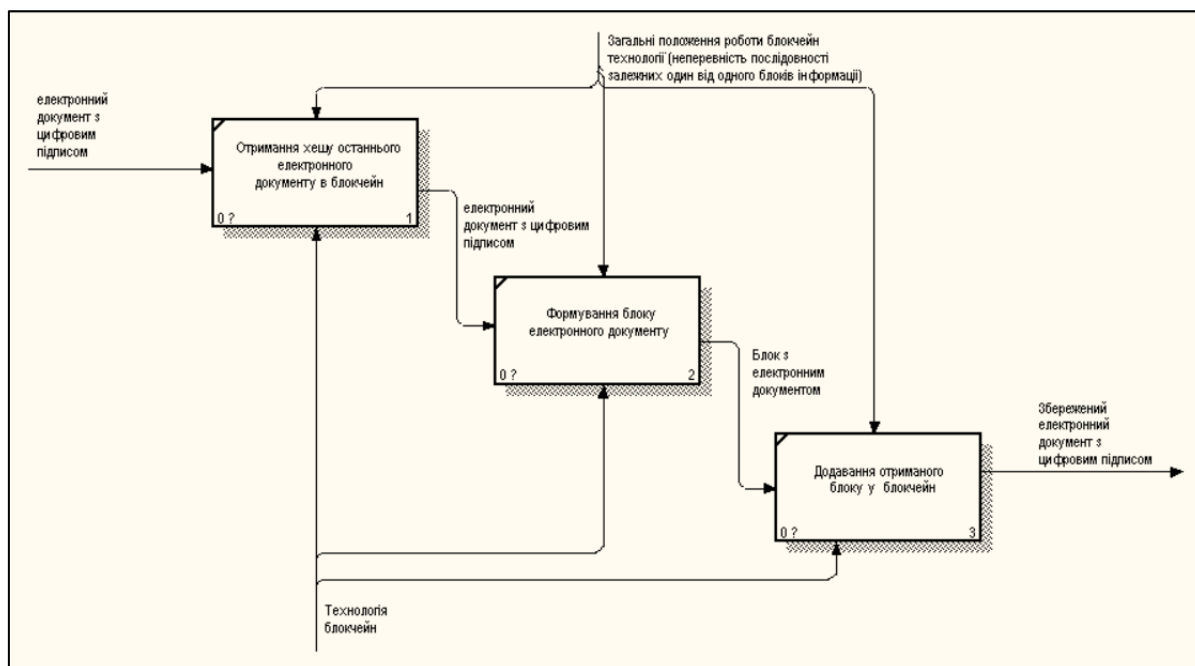 Загальні положення роботи блокчейн
технології (неперевність послідовності
залежних один від одного блоків інформації)
електронний
документ з
цифровим
підписом
Отримання хешу останнього
електронного
документу в блокчейн
0 ?
1
електронний
документ з цифровим
підписом
Формування блоку
електронного документу
0 ?
2
Блок з
електронним
документом
Додавання отриманого
блоку у блокчейн
0 ?
3
Збережений
електронний
документ з
цифровим підписом
Технологія
блокчейн